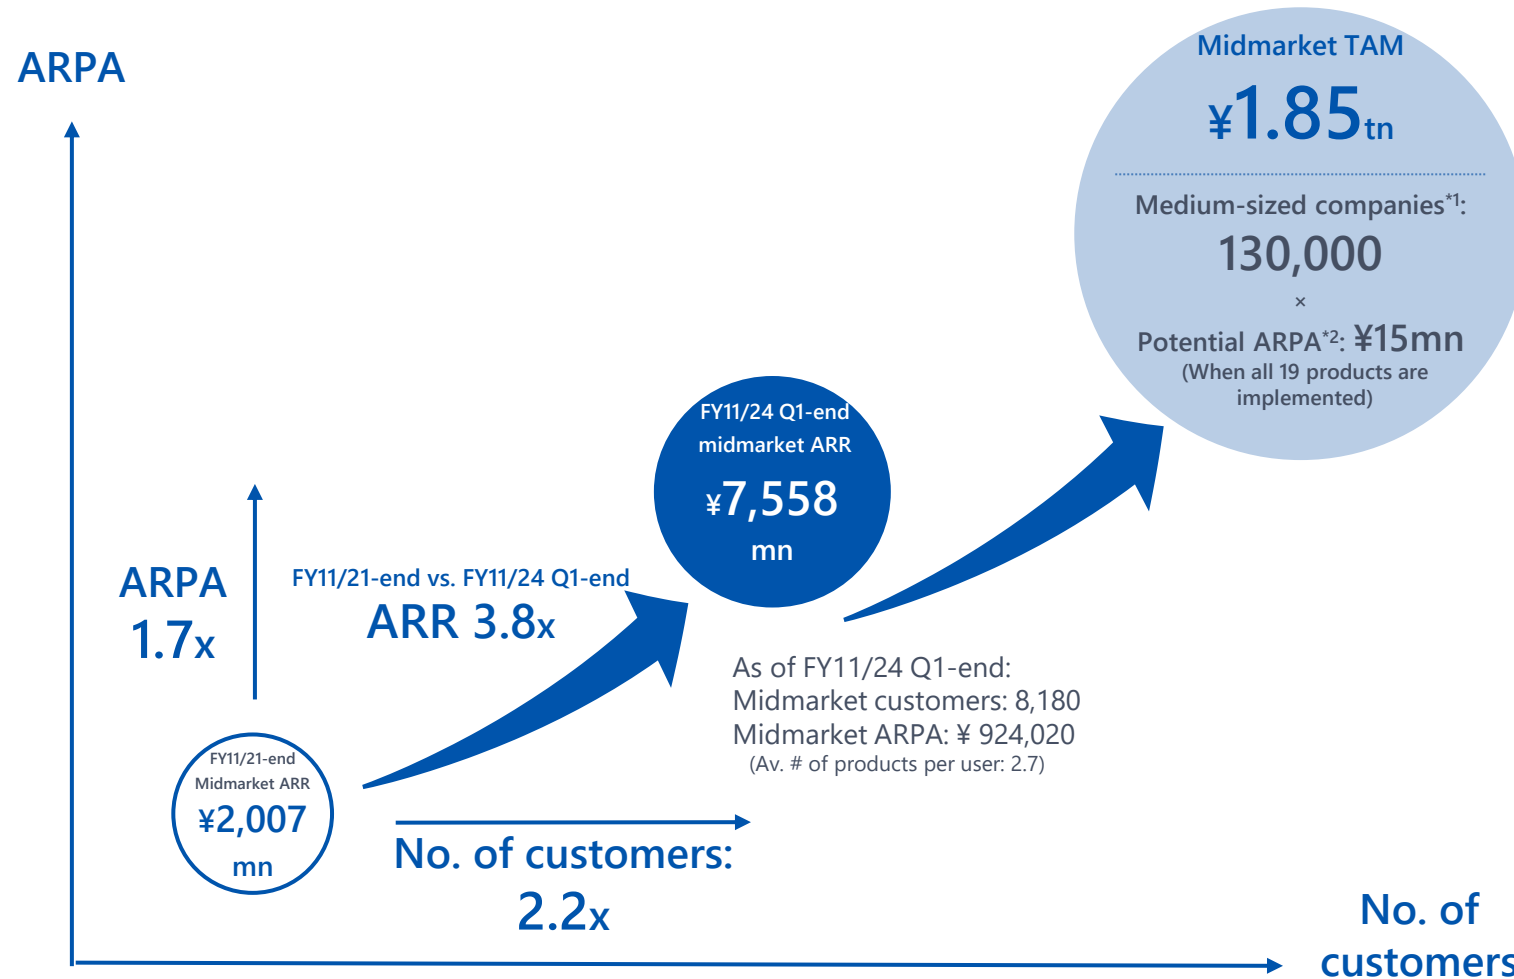 ARPA
Midmarket TAM
¥1.85tn
Medium-sized companies*1:
130,000
×
Potential ARPA*2: ¥15mn
(When all 19 products are
implemented)
FY11/24 Q1-end
midmarket ARR
¥7,558
mn
ARPA
1.7x
FY11/21-end vs. FY11/24 Q1-end
ARR 3.8x
As of FY11/24 Q1-end:
Midmarket customers: 8,180
Midmarket ARPA: ¥ 924,020
(Av. # of products per user: 2.7)
FY11/21-end
Midmarket ARR
¥2,007
mn
No. of customers:
2.2x
No. of
customers